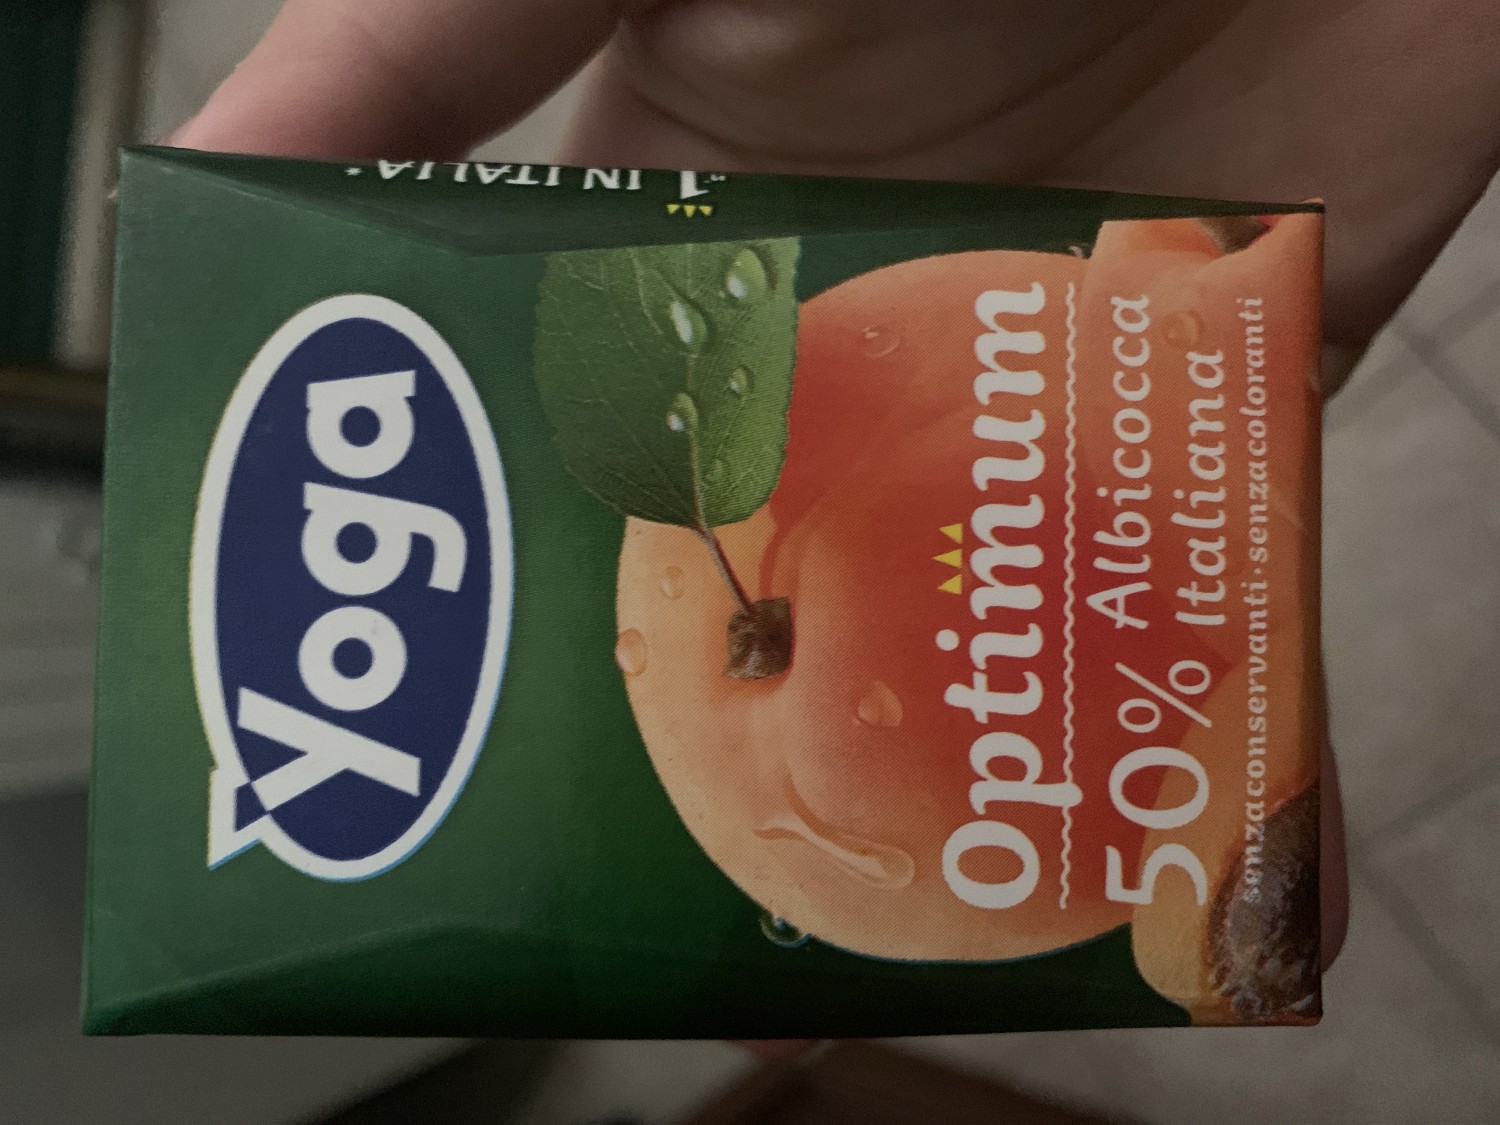 n°1 IN ITALIA*
Yoga
Optimum
50% Albicocca
Italiana
senza conservanti · senza coloranti